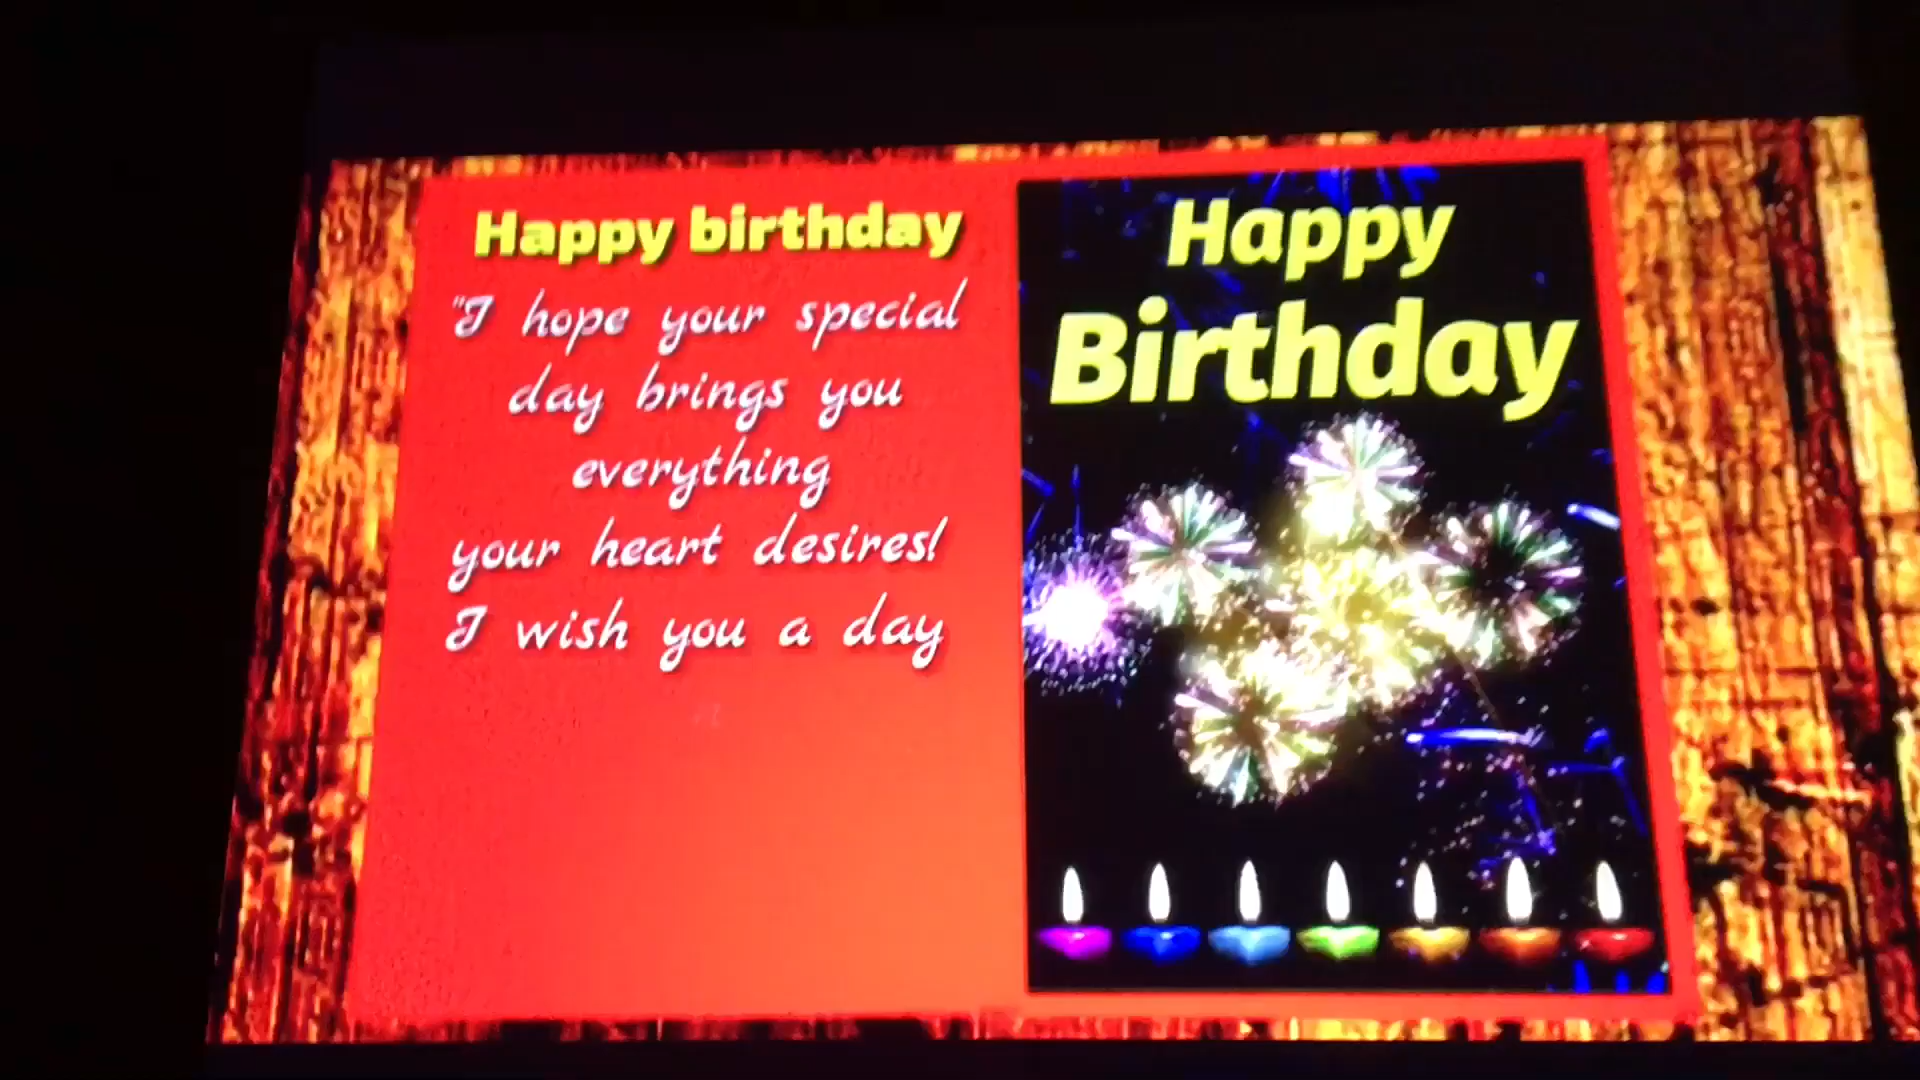 Happy birthday
"I hope your special
day brings you
everything
your heart desires!
I wish you a day
Happy
Birthday